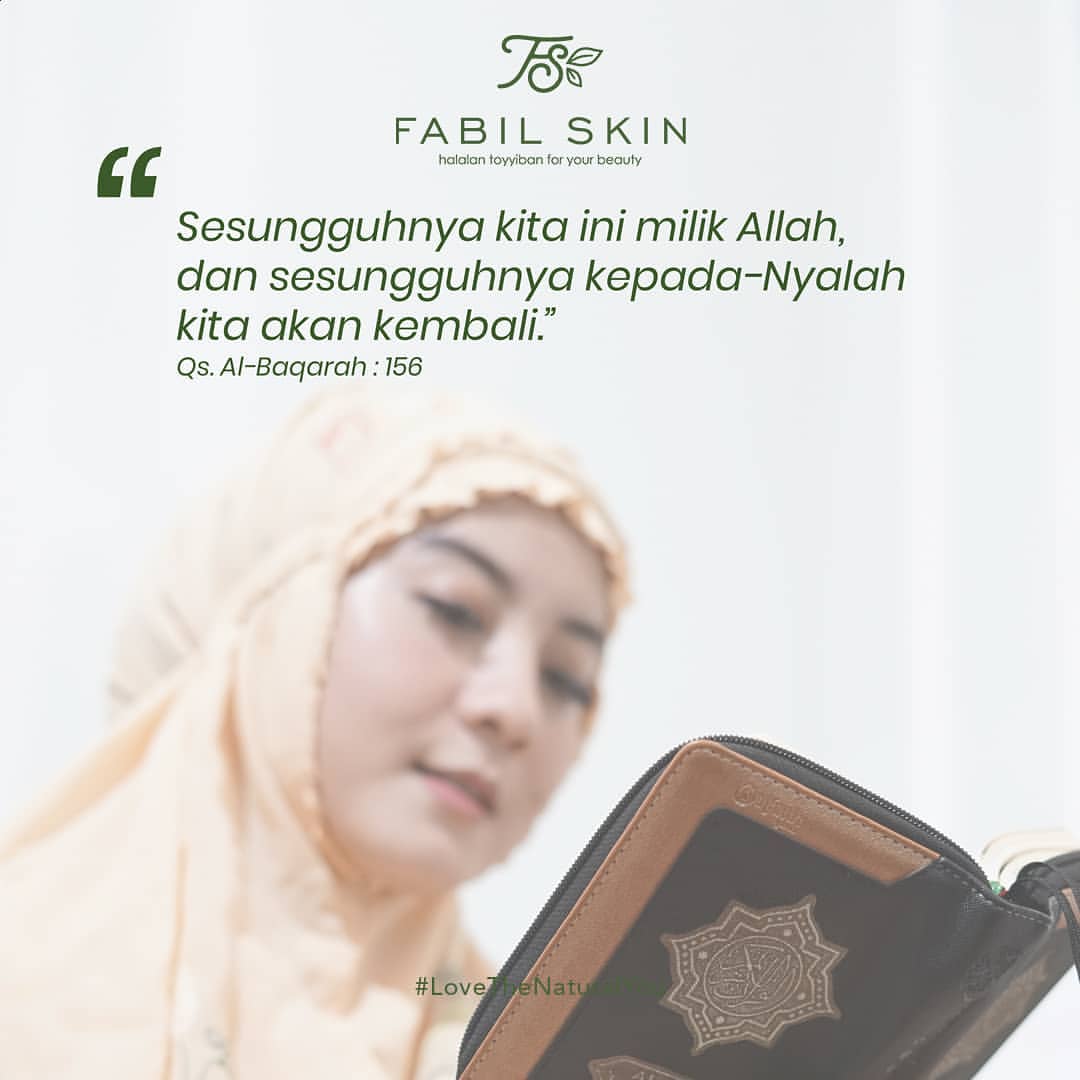 FS
FABIL SKIN
halalan toyyiban for your beauty
“
Sesungguhnya kita ini milik Allah,
dan sesungguhnya kepada-Nyalah
kita akan kembali.”
Qs. Al-Baqarah : 156